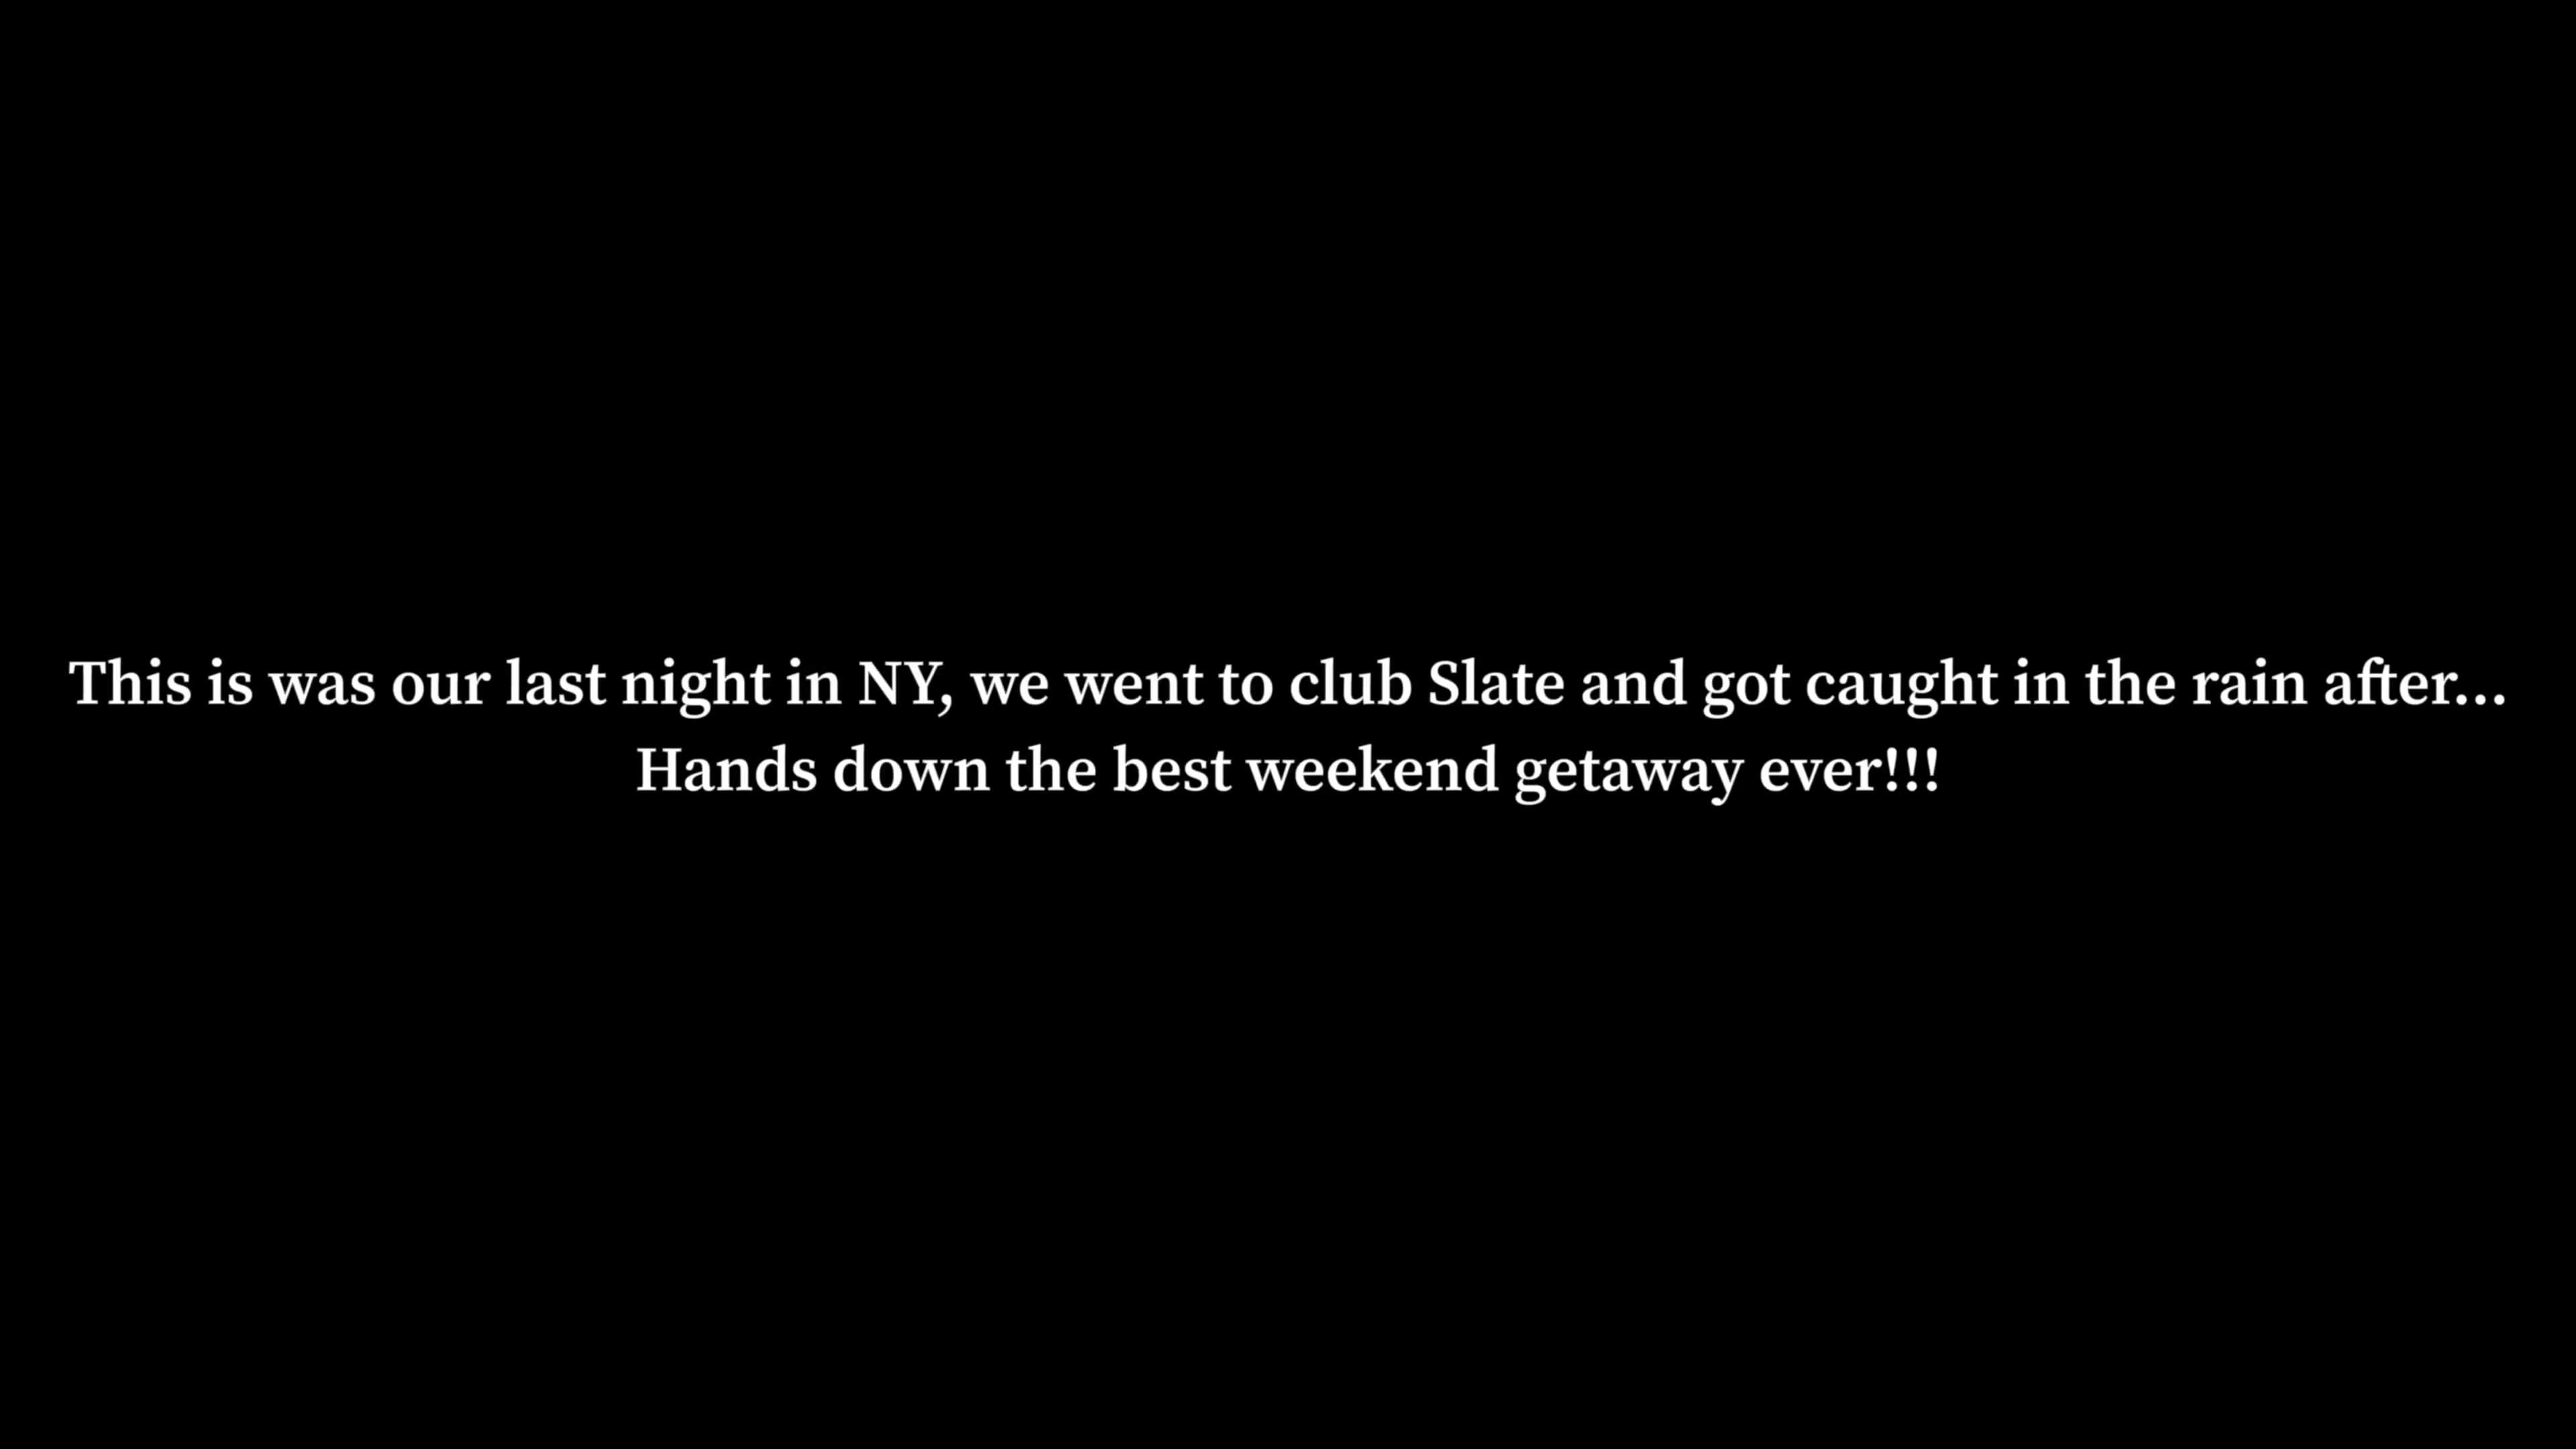 This is was our last night in NY, we went to club Slate and got caught in the rain after...
Hands down the best weekend getaway ever!!!